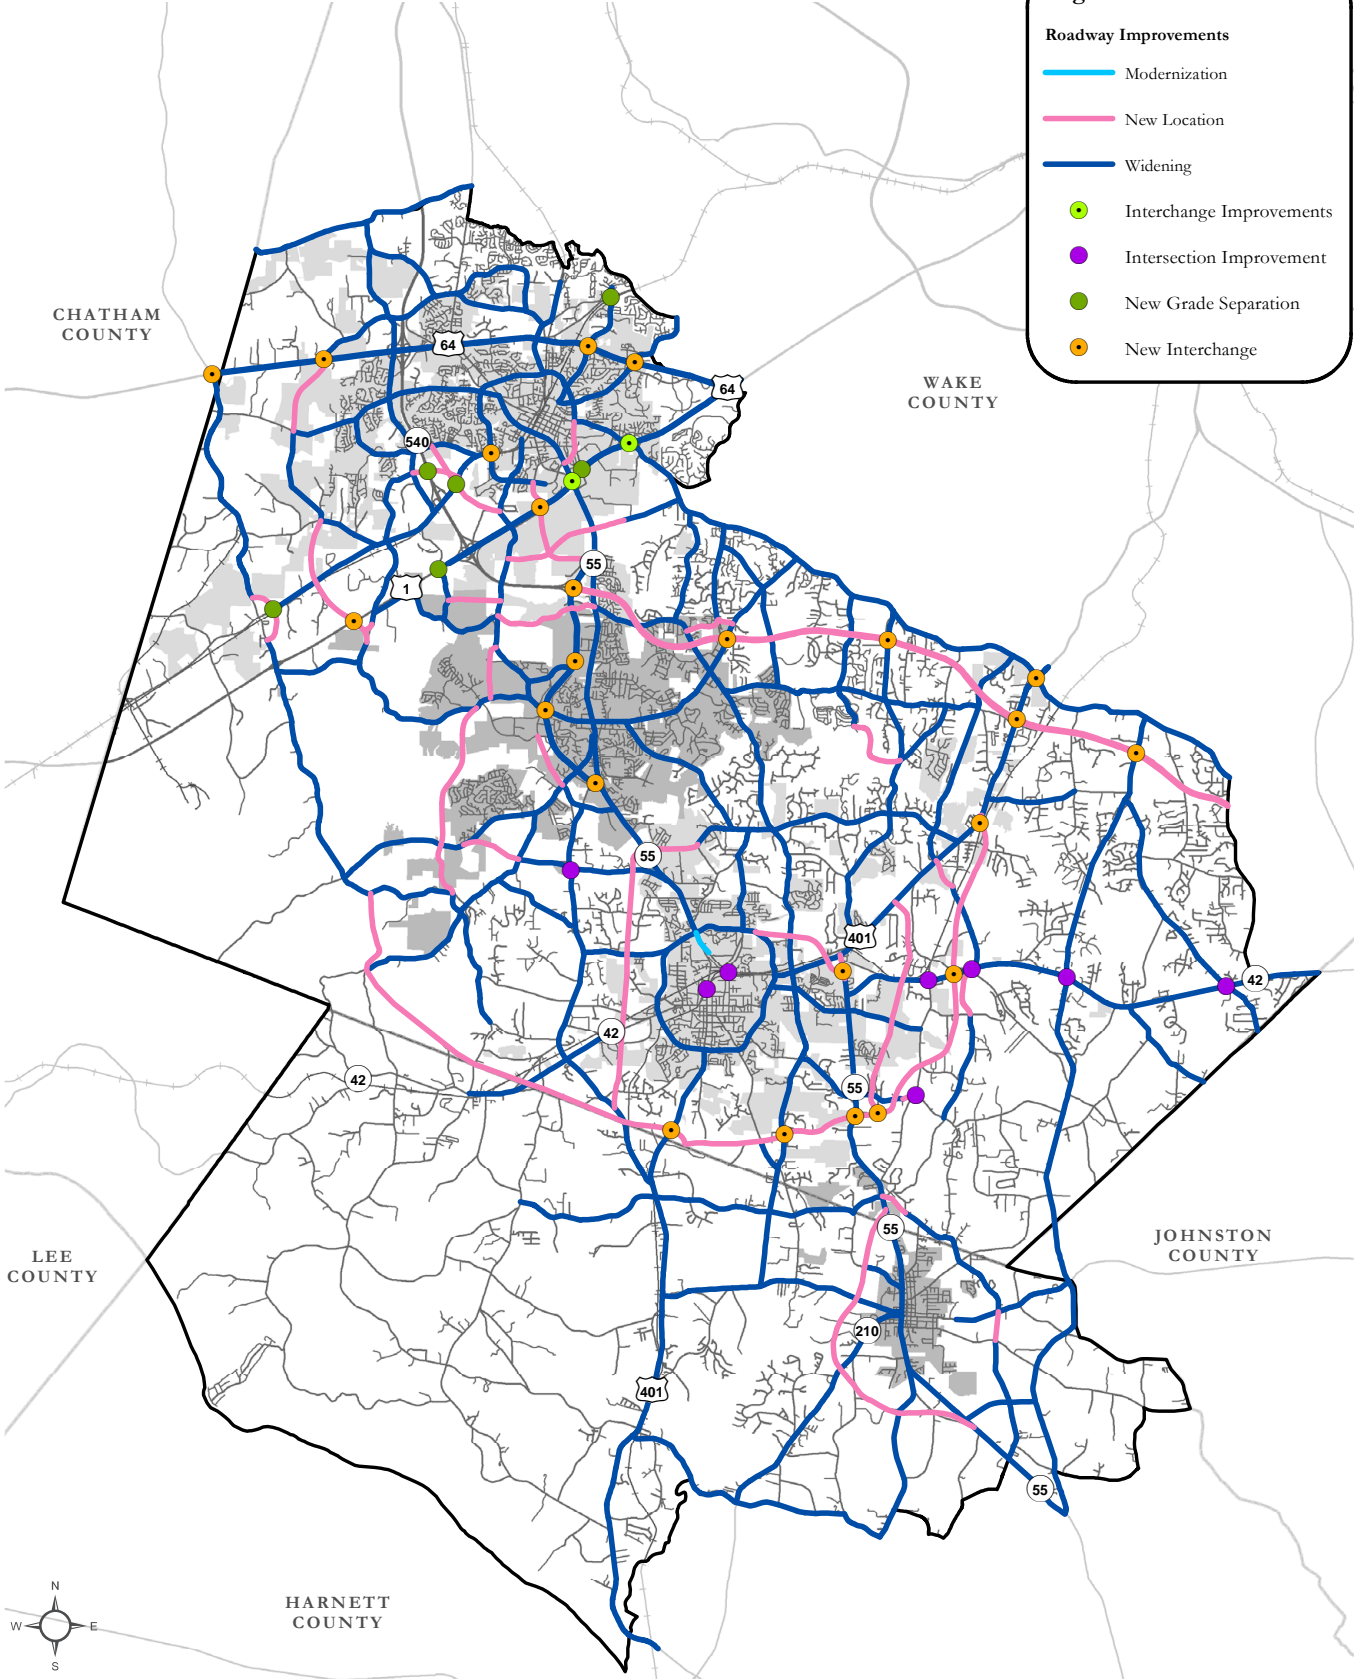 Roadway Improvements
Modernization
New Location
Widening
Interchange Improvements
Intersection Improvement
New Grade Separation
New Interchange
CHATHAM
COUNTY
64
WAKE
COUNTY
64
540
55
1
55
401
42
42
42
55
55
LEE
COUNTY
JOHNSTON
COUNTY
210
401
55
HARNETT
COUNTY
N
W
E
S